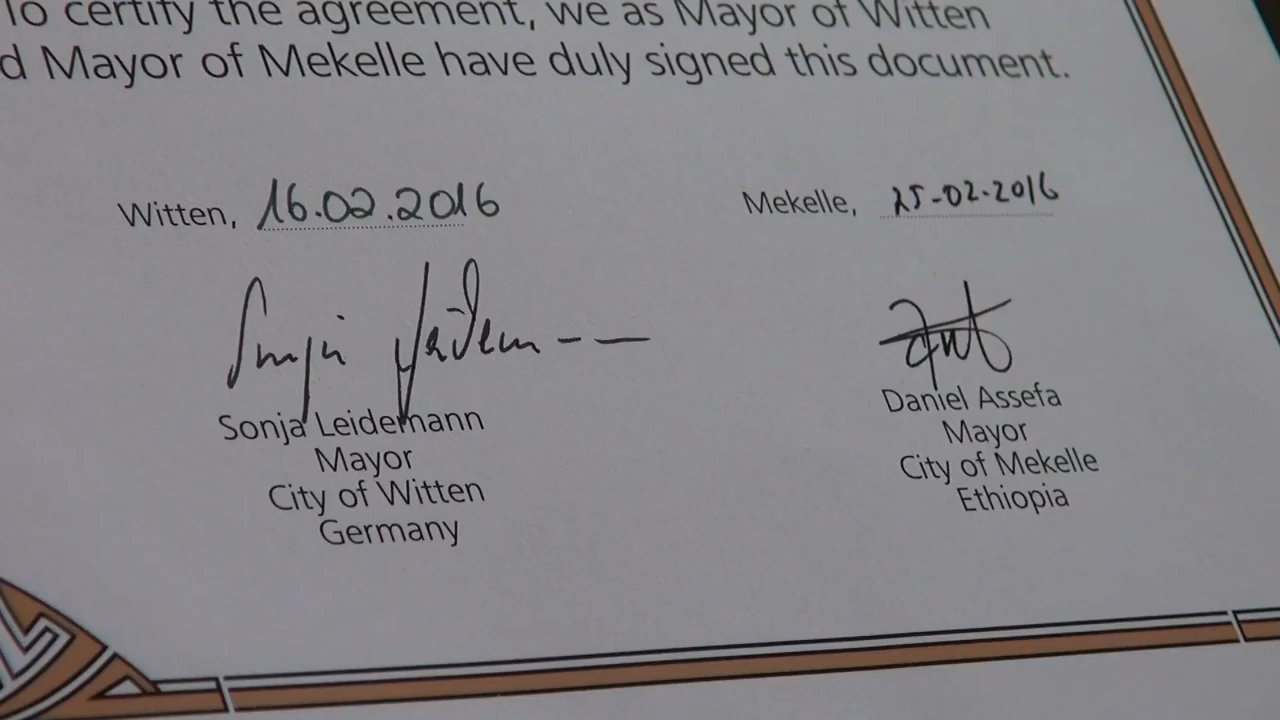 To certify the agreement, we as Mayor of Witten
d Mayor of Mekelle have duly signed this document.
Witten, 16.02.2016
Mekelle, 25-02-2016
Sonja Leidemann
Sonja Leidemann
Mayor
City of Witten
Germany
Daniel Assefa
Mayor
City of Mekelle
Ethiopia